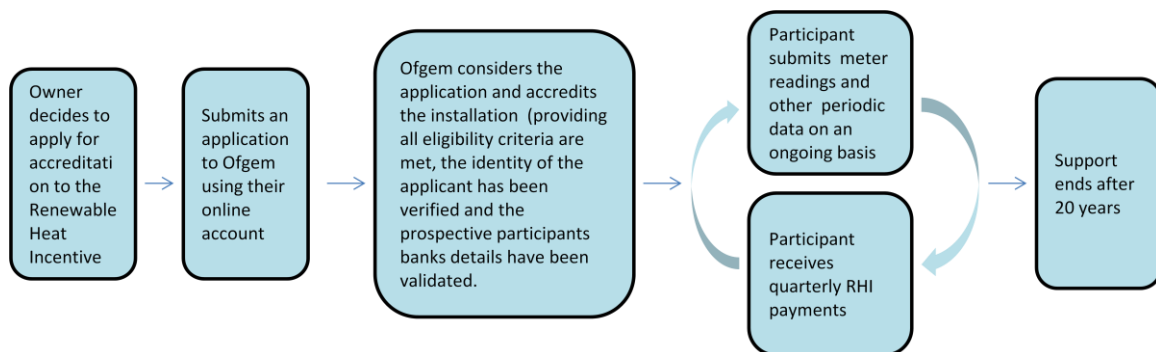 Owner
decides to
apply for
accreditati
on to the
Renewable
Heat
Incentive
Submits an
application
to Ofgem
using their
online
account
Ofgem considers the
application and accredits
the installation (providing
all eligibility criteria are
met, the identity of the
applicant has been
verified and the
prospective participants
banks details have been
validated.
Participant
submits meter
readings and
other periodic
data on an
ongoing basis
Participant
receives
quarterly RHI
payments
Support
ends after
20 years